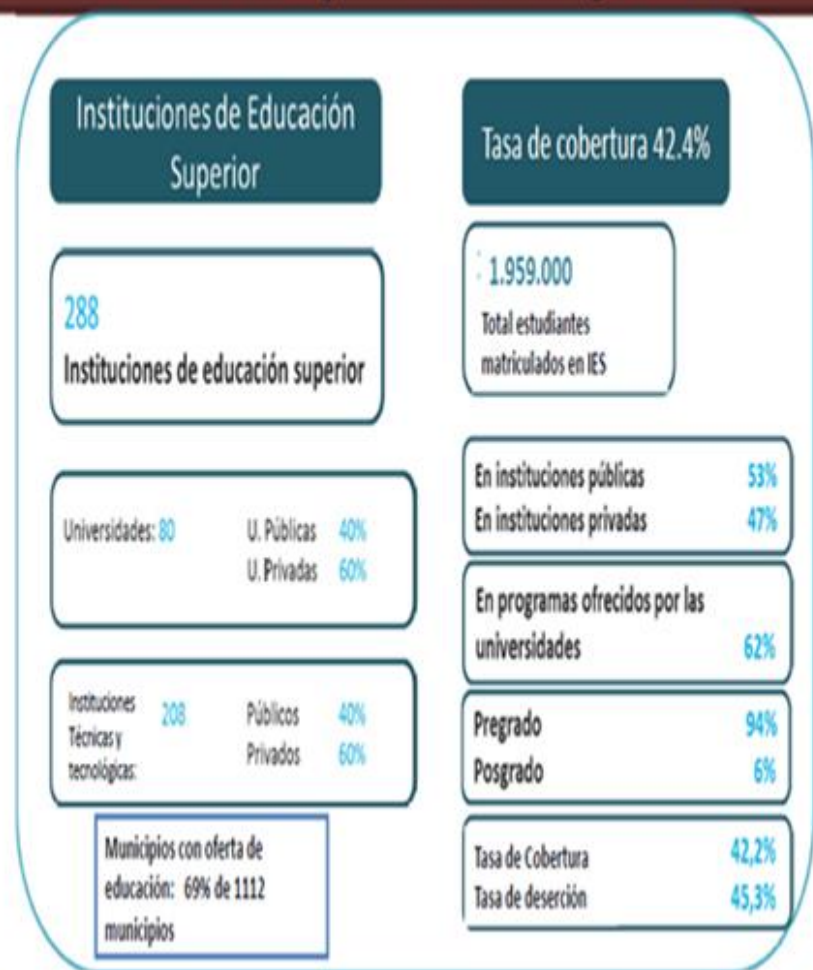 Instituciones de Educación
Superior
288
Instituciones de educación superior
Universidades: 80 U. Públicas 40%
U. Privadas 60%
Instituciones
Técnicas y
tecnológicas:
208 Públicos 40%
Privados 60%
Municipios con oferta de
educación: 69% de 1112
municipios
Tasa de cobertura 42.4%
: 1.959.000
Total estudiantes
matriculados en IES
En instituciones públicas 53%
En instituciones privadas 47%
En programas ofrecidos por las
universidades 62%
Pregrado 94%
Posgrado 6%
Tasa de Cobertura 42,2%
Tasa de deserción 45,3%